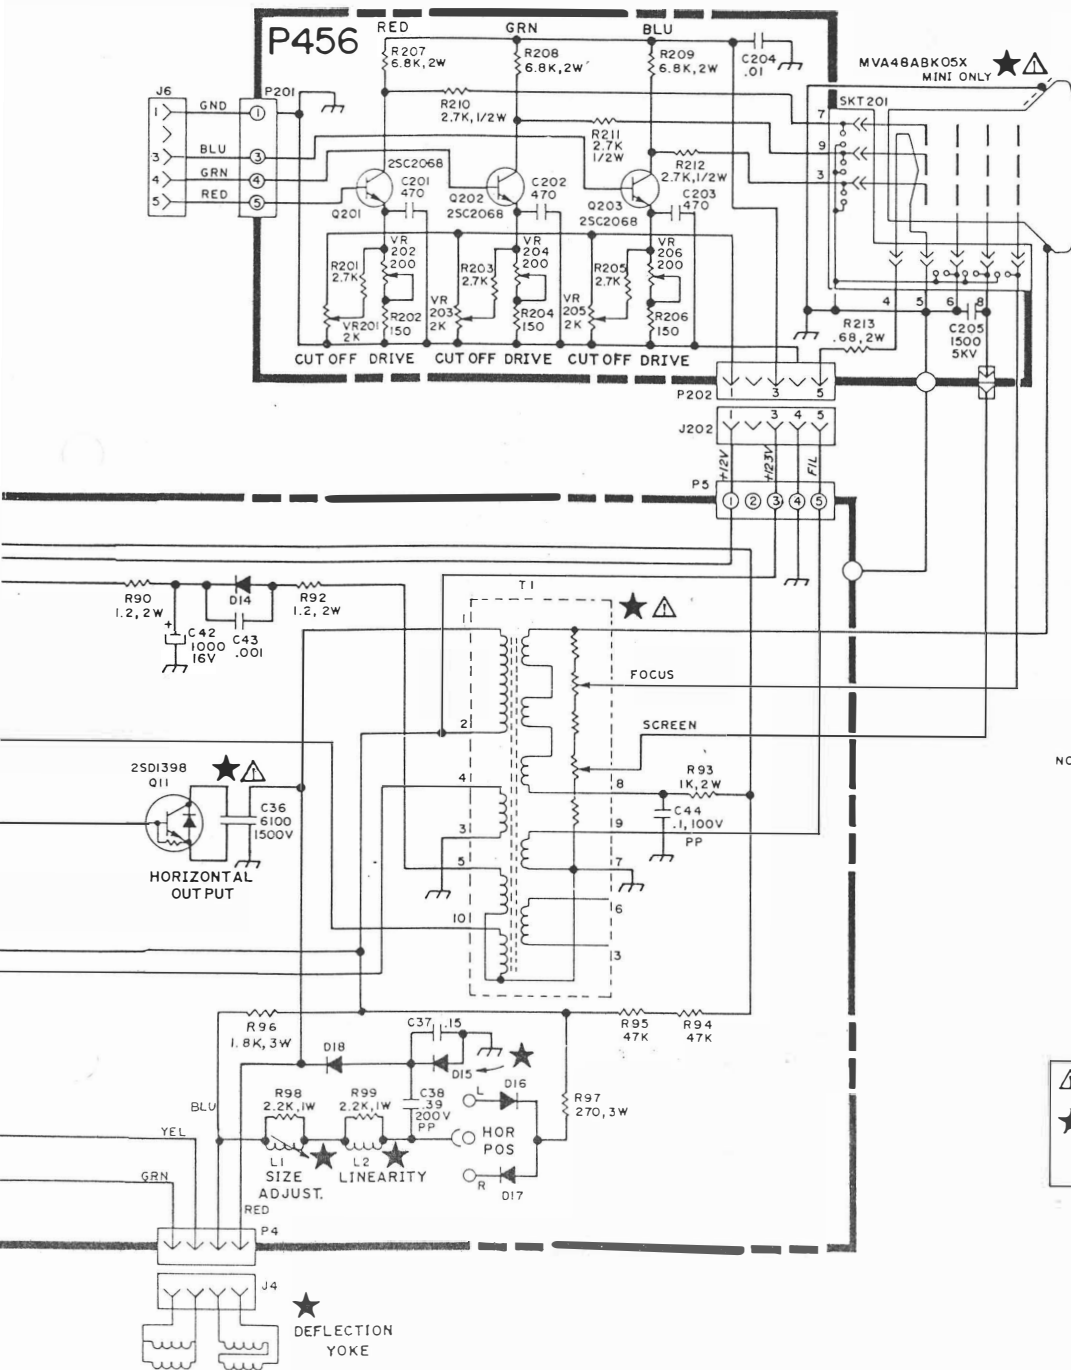 P456
RED
GRN
BLU
R207
6.8K, 2W
R208
6.8K, 2W
R209
6.8K, 2W
C204
.01
MVA48ABK05X
MINI ONLY
J6
P201
SKT201
1
GND
1
R210
2.7K, 1/2W
7
R211
2.7K
1/2W
9
3
BLU
3
R212
2.7K, 1/2W
3
4
GRN
4
5
RED
5
2SC2068
C201
470
Q201
Q202
2SC2068
C202
470
Q203
2SC2068
C203
470
VR
202
200
VR
204
200
VR
206
200
R201
2.7K
R203
2.7K
R205
2.7K
VR201
2K
R202
150
VR
203
2K
R204
150
VR
205
2K
R206
150
CUTOFF DRIVE
CUTOFF DRIVE
CUTOFF DRIVE
4
5
6
8
R213
.68, 2W
C205
1500
5KV
P202
1
3
5
J202
1
3
4
5
+12V
+123V
FIL
P5
1
2
3
4
5
R90
1.2, 2W
D14
R92
1.2, 2W
+
C42
1000
16V
C43
.001
T1
1
FOCUS
2
SCREEN
2SD1398
Q11
C36
6100
1500V
HORIZONTAL
OUTPUT
4
8
R93
1K, 2W
C44
.1, 100V
PP
3
9
5
7
10
6
3
NO
R96
1.8K, 3W
C37 .15
R95
47K
R94
47K
D18
D15
R98
2.2K, 1W
R99
2.2K, 1W
C38
.39
200V
PP
L
D16
R97
270, 3W
BLU
YEL
HOR
POS
L1
SIZE
ADJUST.
L2
LINEARITY
R
D17
GRN
RED
P4
J4
DEFLECTION
YOKE